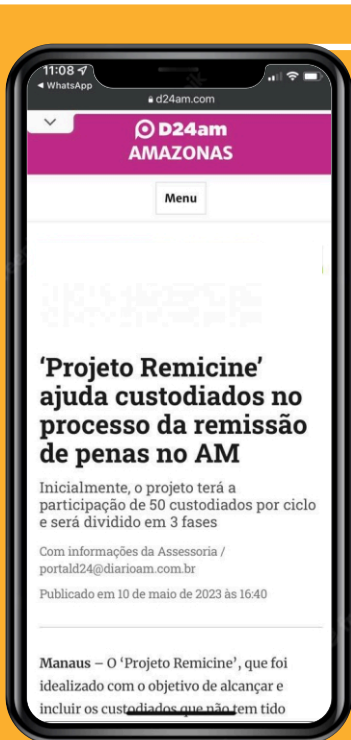 11:08
◀ WhatsApp
d24am.com
D24am
AMAZONAS
Menu
‘Projeto Remicine’
ajuda custodiados no
processo da remissão
de penas no AM
Inicialmente, o projeto terá a
participação de 50 custodiados por ciclo
e será dividido em 3 fases
Com informações da Assessoria /
portald24@diarioam.com.br
Publicado em 10 de maio de 2023 às 16:40
Manaus – O ‘Projeto Remicine’, que foi
idealizado com o objetivo de alcançar e
incluir os custodiados que não tem tido